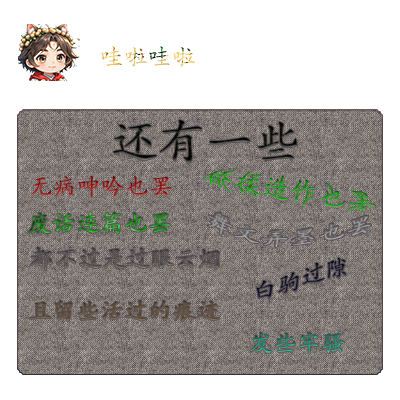 哇啦哇啦
还有一些
无病呻吟也罢
矫揉造作也罢
废话连篇也罢
舞文弄墨也罢
都不过是过眼云烟
白驹过隙
且留些活过的痕迹
发些牢骚